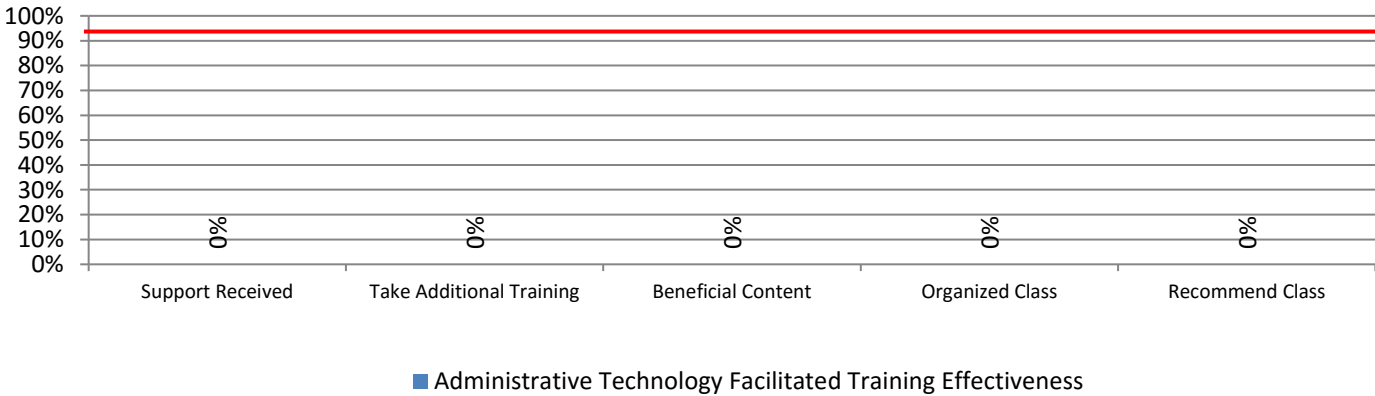 100%
90%
80%
70%
60%
50%
40%
30%
20%
10%
0%
0%
0%
0%
0%
0%
Support Received
Take Additional Training
Beneficial Content
Organized Class
Recommend Class
Administrative Technology Facilitated Training Effectiveness